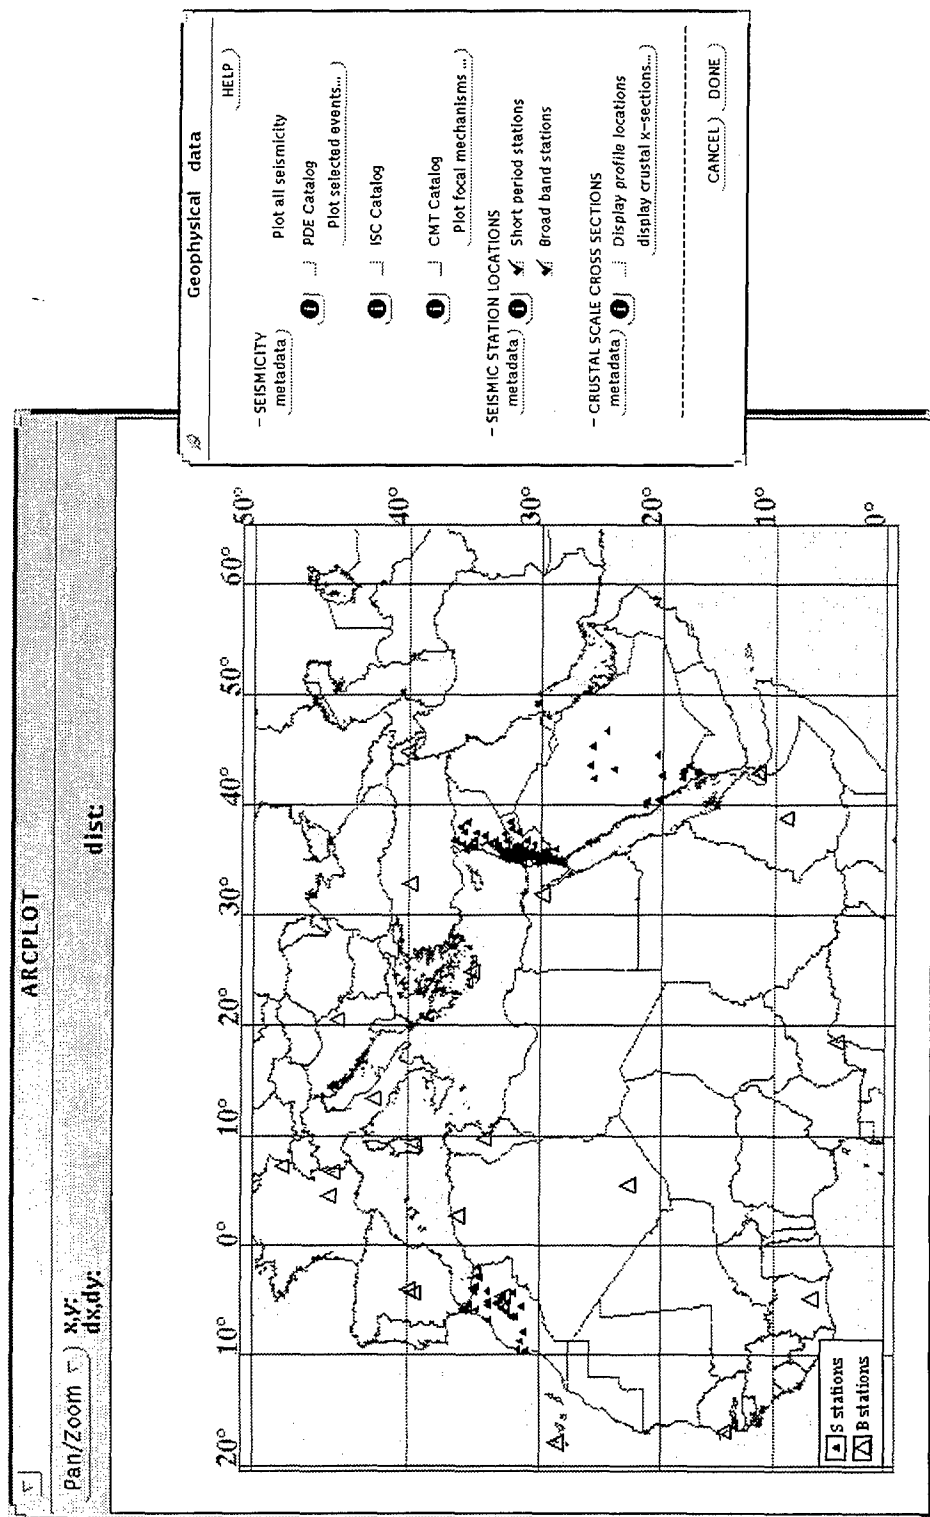 ARCPLOT
Pan/Zoom x,y: dist:
dx,dy:
20° 10° 0° 10° 20° 30° 40° 50° 60°
50°
40°
30°
20°
10°
0°
S stations
B stations
Geophysical data
HELP
- SEISMICITY
metadata
Plot all seismicity
i PDE Catalog
Plot selected events...
i ISC Catalog
i CMT Catalog
Plot focal mechanisms ...
- SEISMIC STATION LOCATIONS
metadata i Short period stations
Broad band stations
- CRUSTAL SCALE CROSS SECTIONS
metadata i Display profile locations
display crustal x-sections...
CANCEL DONE